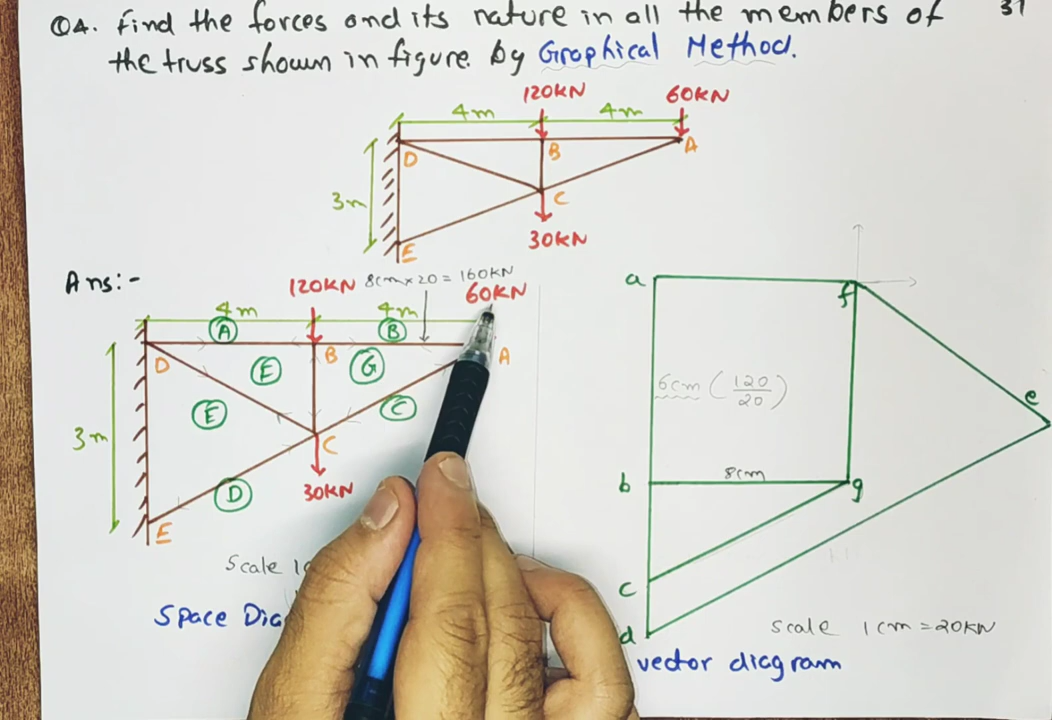 Q4. Find the forces and its nature in all the members of
the truss shown in figure by Graphical Method.
31
120KN
60KN
4m
4m
D
B
A
3m
C
30KN
E
Ans:-
120KN
8cm×20 = 160KN
60KN
4m
4m
A
B
D
B
A
E
G
E
C
3m
C
D
30KN
E
Scale
Space
a
f
6cm (120/20)
e
8cm
b
g
c
d
Scale 1cm = 20KN
vector diagram